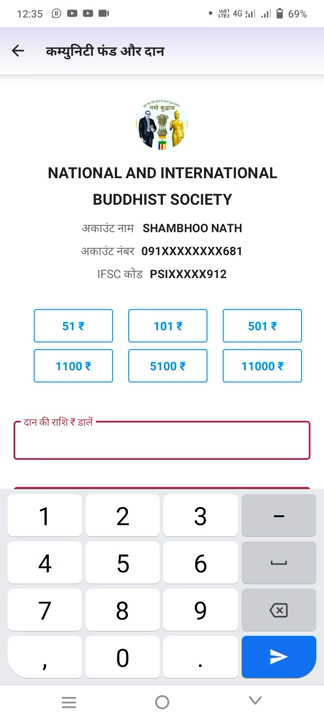 12:35 4G 69%
कम्युनिटी फंड और दान
नमो बुद्धाय
NATIONAL AND INTERNATIONAL
BUDDHIST SOCIETY
अकाउंट नाम SHAMBHOO NATH
अकाउंट नंबर 091XXXXXXXX681
IFSC कोड PSIXXXXX912
51 ₹ 101 ₹ 501 ₹
1100 ₹ 5100 ₹ 11000 ₹
दान की राशि ₹ डालें
1 2 3 –
4 5 6
7 8 9
, 0 .